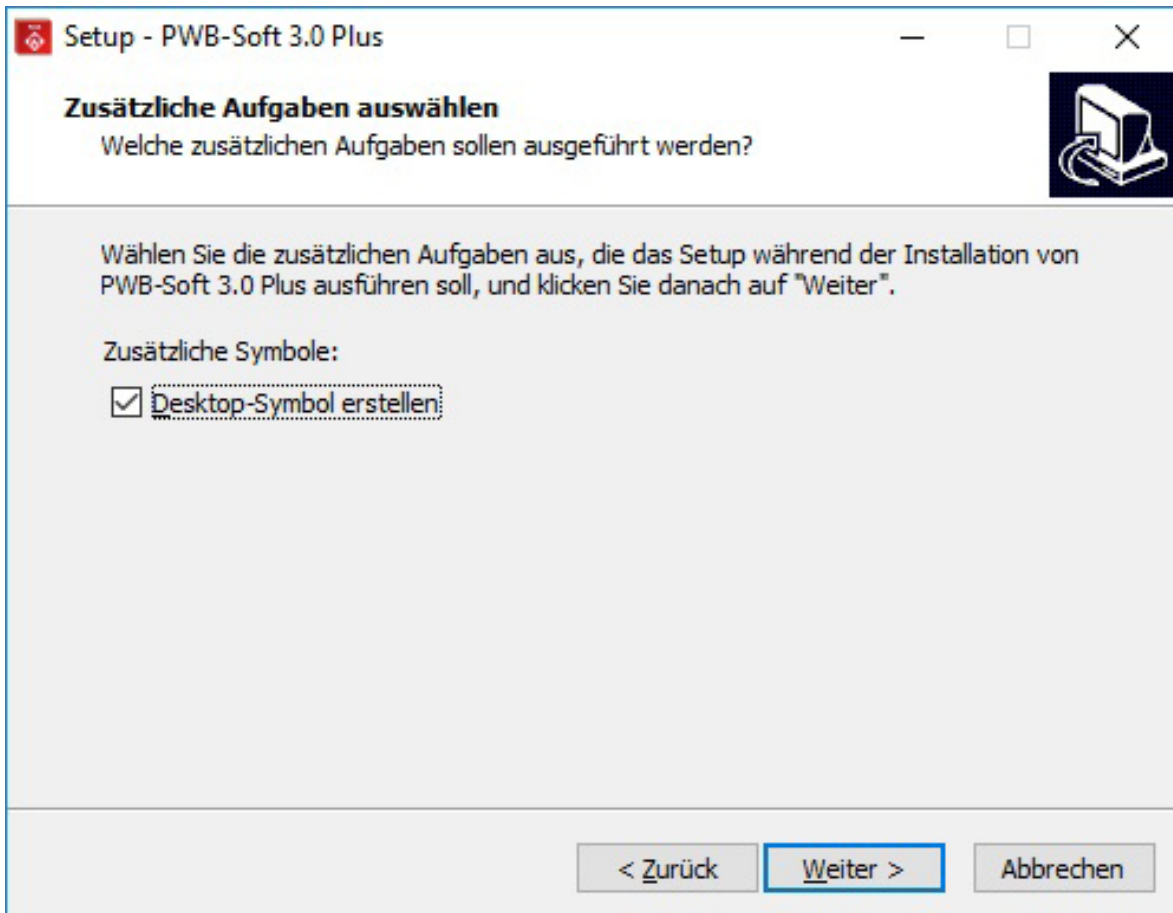 Setup - PWB-Soft 3.0 Plus
Zusätzliche Aufgaben auswählen
Welche zusätzlichen Aufgaben sollen ausgeführt werden?
Wählen Sie die zusätzlichen Aufgaben aus, die das Setup während der Installation von
PWB-Soft 3.0 Plus ausführen soll, und klicken Sie danach auf "Weiter".
Zusätzliche Symbole:
Desktop-Symbol erstellen
< Zurück Weiter > Abbrechen